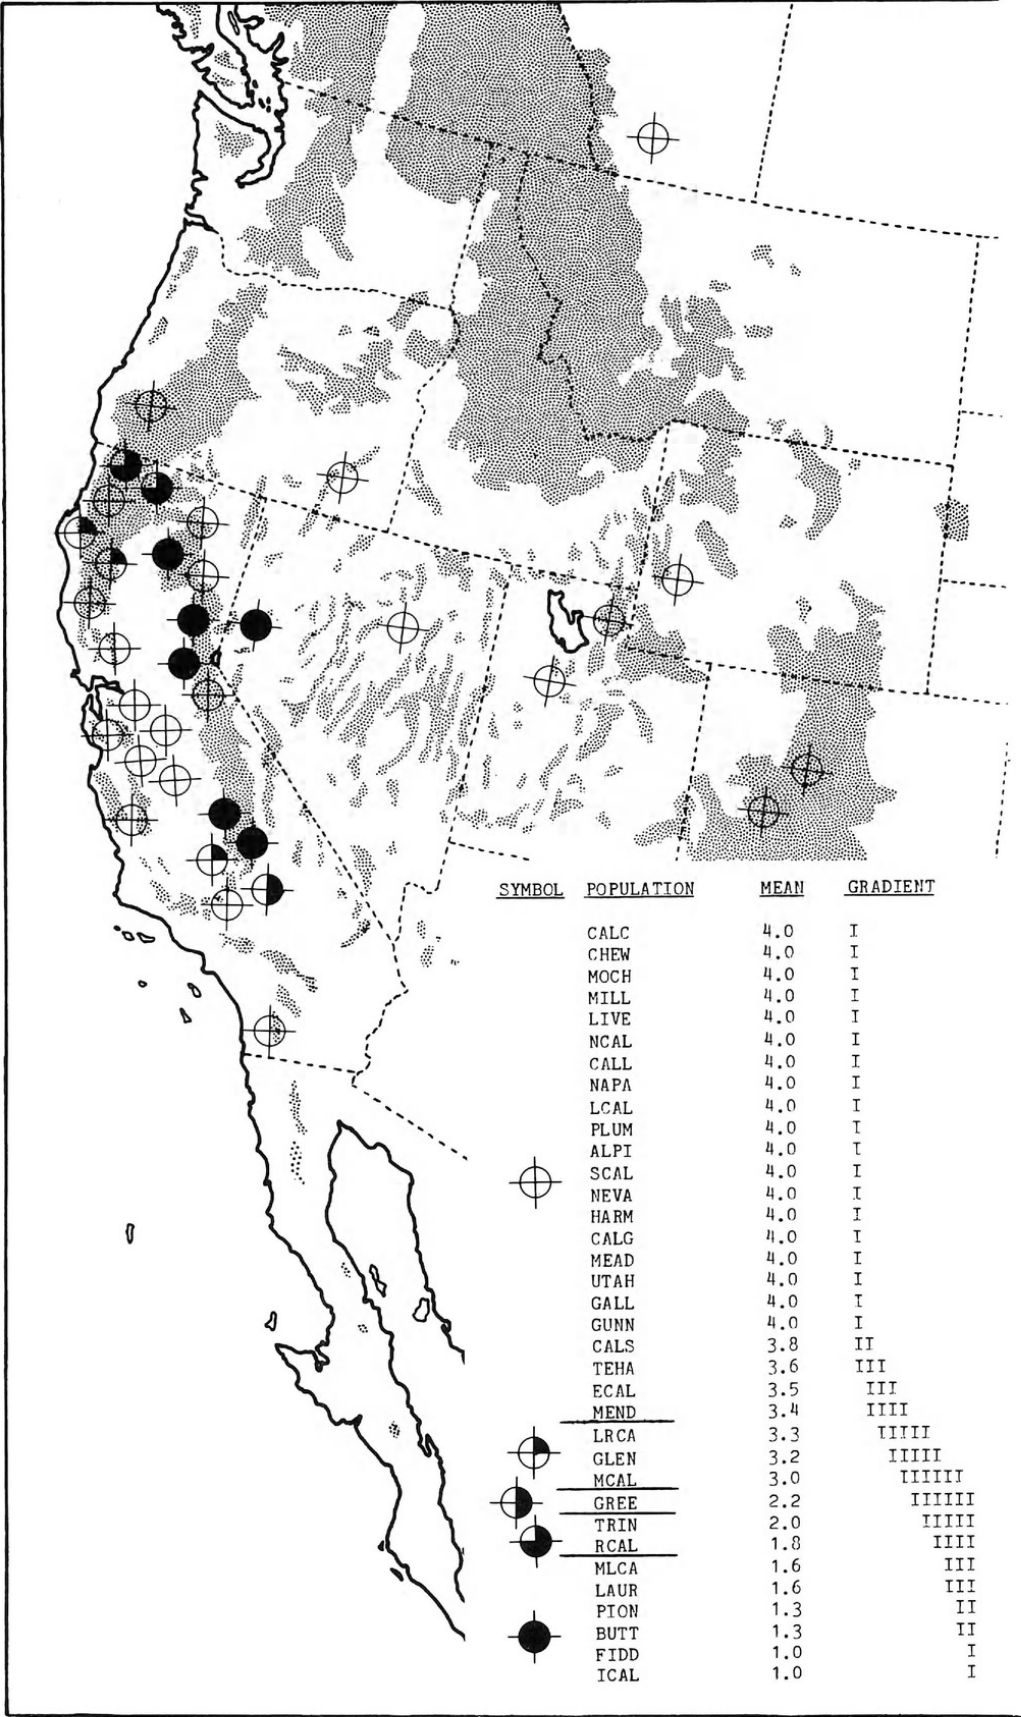 SYMBOL POPULATION MEAN GRADIENT
CALC 4.0 I
CHEW 4.0 I
MOCH 4.0 I
MILL 4.0 I
LIVE 4.0 I
NCAL 4.0 I
CALL 4.0 I
NAPA 4.0 I
LCAL 4.0 I
PLUM 4.0 I
ALPI 4.0 I
SCAL 4.0 I
NEVA 4.0 I
HARM 4.0 I
CALG 4.0 I
MEAD 4.0 I
UTAH 4.0 I
GALL 4.0 I
GUNN 4.0 I
CALS 3.8 II
TEHA 3.6 III
ECAL 3.5 III
MEND 3.4 IIII
LRCA 3.3 IIIII
GLEN 3.2 IIIII
MCAL 3.0 IIIIII
GREE 2.2 IIIIII
TRIN 2.0 IIIII
RCAL 1.8 IIII
MLCA 1.6 III
LAUR 1.6 III
PION 1.3 II
BUTT 1.3 II
FIDD 1.0 I
ICAL 1.0 I